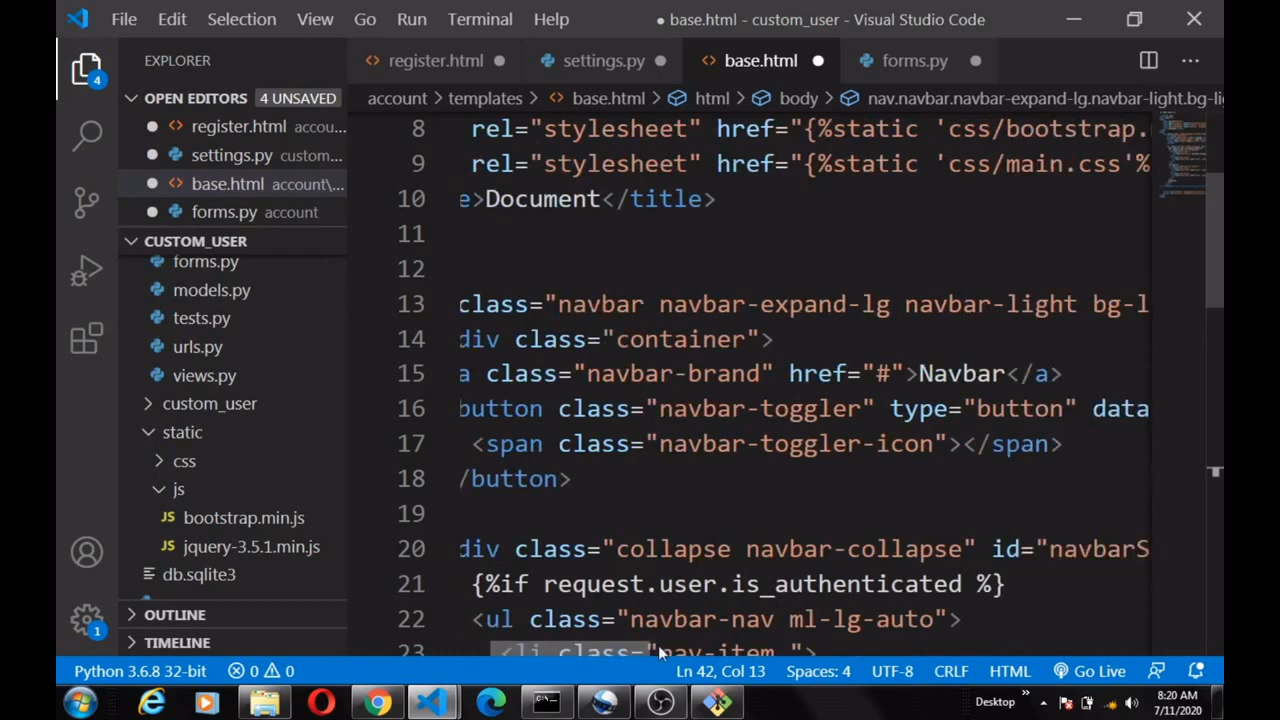 File Edit Selection View Go Run Terminal Help ● base.html - custom_user - Visual Studio Code
EXPLORER
register.html settings.py base.html forms.py
OPEN EDITORS 4 UNSAVED
account > templates > base.html > html > body > nav.navbar.navbar-expand-lg.navbar-light.bg-li
register.html accou...
settings.py custom...
base.html account\...
forms.py account
CUSTOM_USER
forms.py
models.py
tests.py
urls.py
views.py
custom_user
static
css
js
JS bootstrap.min.js
JS jquery-3.5.1.min.js
db.sqlite3
OUTLINE
TIMELINE
8 rel="stylesheet" href="{%static 'css/bootstrap.
9 rel="stylesheet" href="{%static 'css/main.css'%
10 e>Document</title>
11
12
13 class="navbar navbar-expand-lg navbar-light bg-l
14 div class="container">
15 a class="navbar-brand" href="#">Navbar</a>
16 button class="navbar-toggler" type="button" data
17 <span class="navbar-toggler-icon"></span>
18 /button>
19
20 div class="collapse navbar-collapse" id="navbarS
21 {%if request.user.is_authenticated %}
22 <ul class="navbar-nav ml-lg-auto">
23 <li class="nav-item ">
4
1
Python 3.6.8 32-bit 0 0 Ln 42, Col 13 Spaces: 4 UTF-8 CRLF HTML Go Live
Desktop » 8:20 AM
7/11/2020